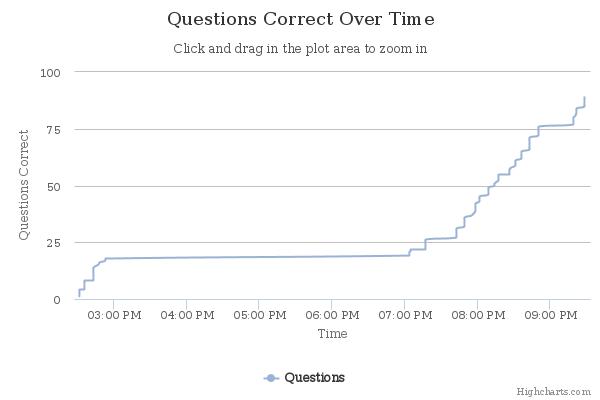 Questions Correct Over Time
Click and drag in the plot area to zoom in
Questions Correct
100
75
50
25
0
03:00 PM 04:00 PM 05:00 PM 06:00 PM 07:00 PM 08:00 PM 09:00 PM
Time
Questions
Highcharts.com